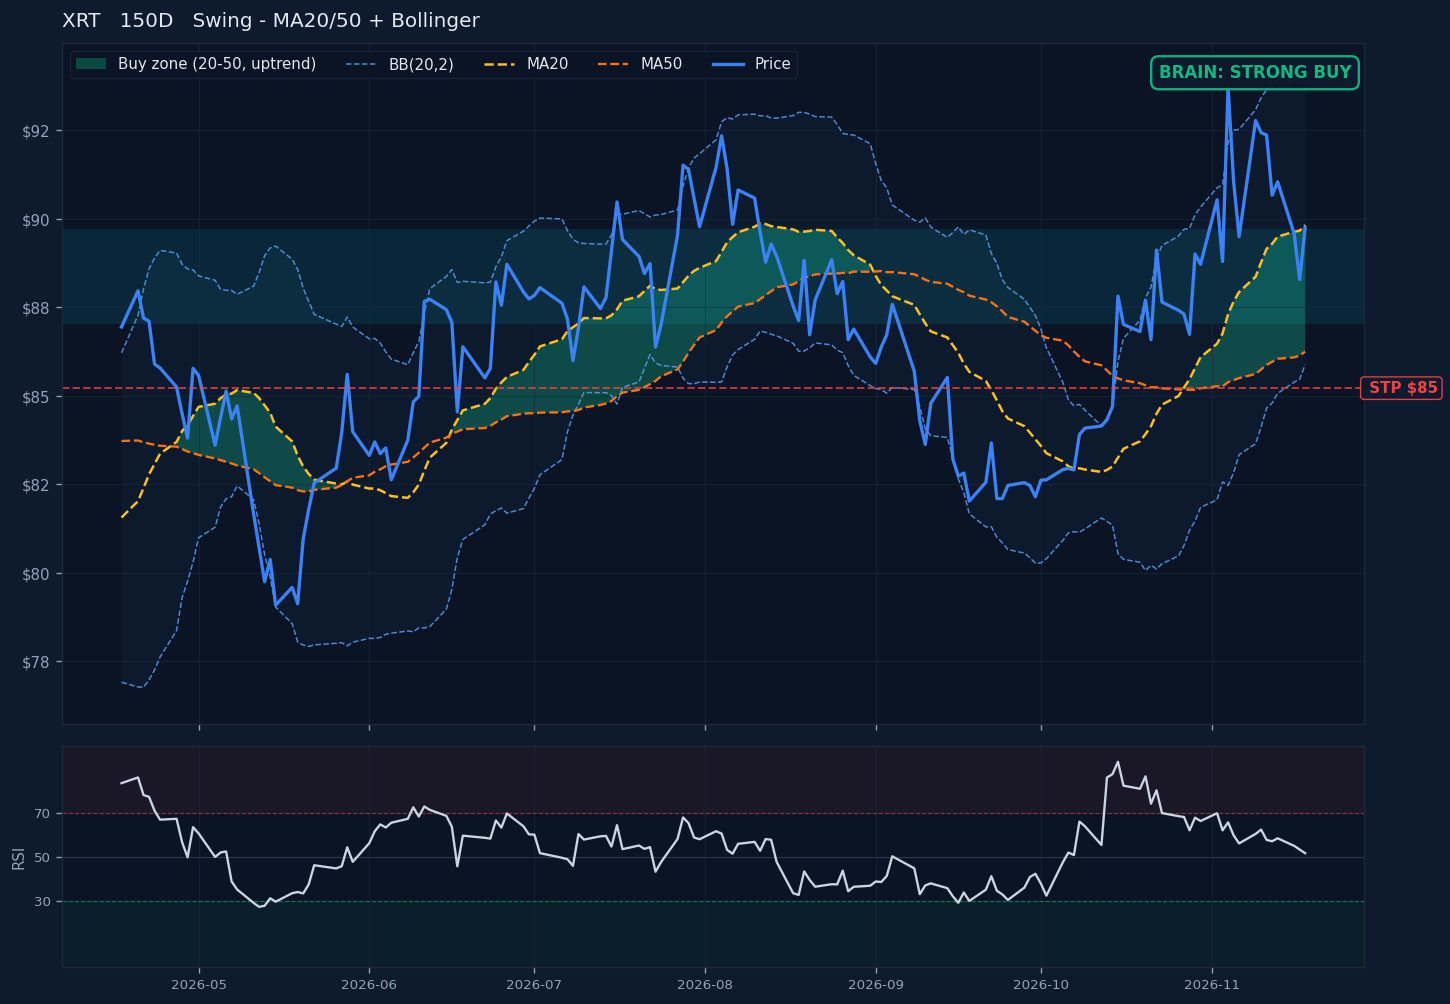 XRT 150D Swing - MA20/50 + Bollinger
Buy zone (20-50, uptrend) BB(20,2) MA20 MA50 Price
BRAIN: STRONG BUY
$92
$90
$88
$85
$82
$80
$78
STP $85
RSI
70
50
30
2026-05 2026-06 2026-07 2026-08 2026-09 2026-10 2026-11